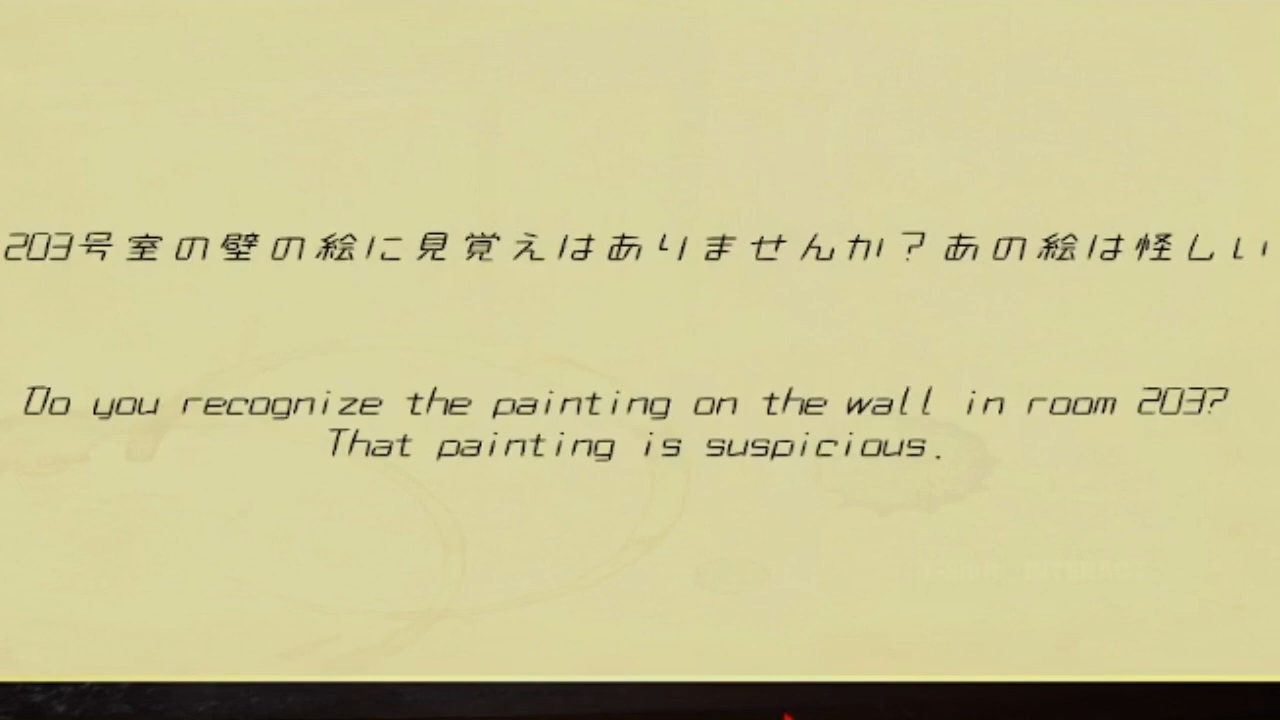 203号室の壁の絵に見覚えはありませんか？あの絵は怪しい
Do you recognize the painting on the wall in room 203?
That painting is suspicious.